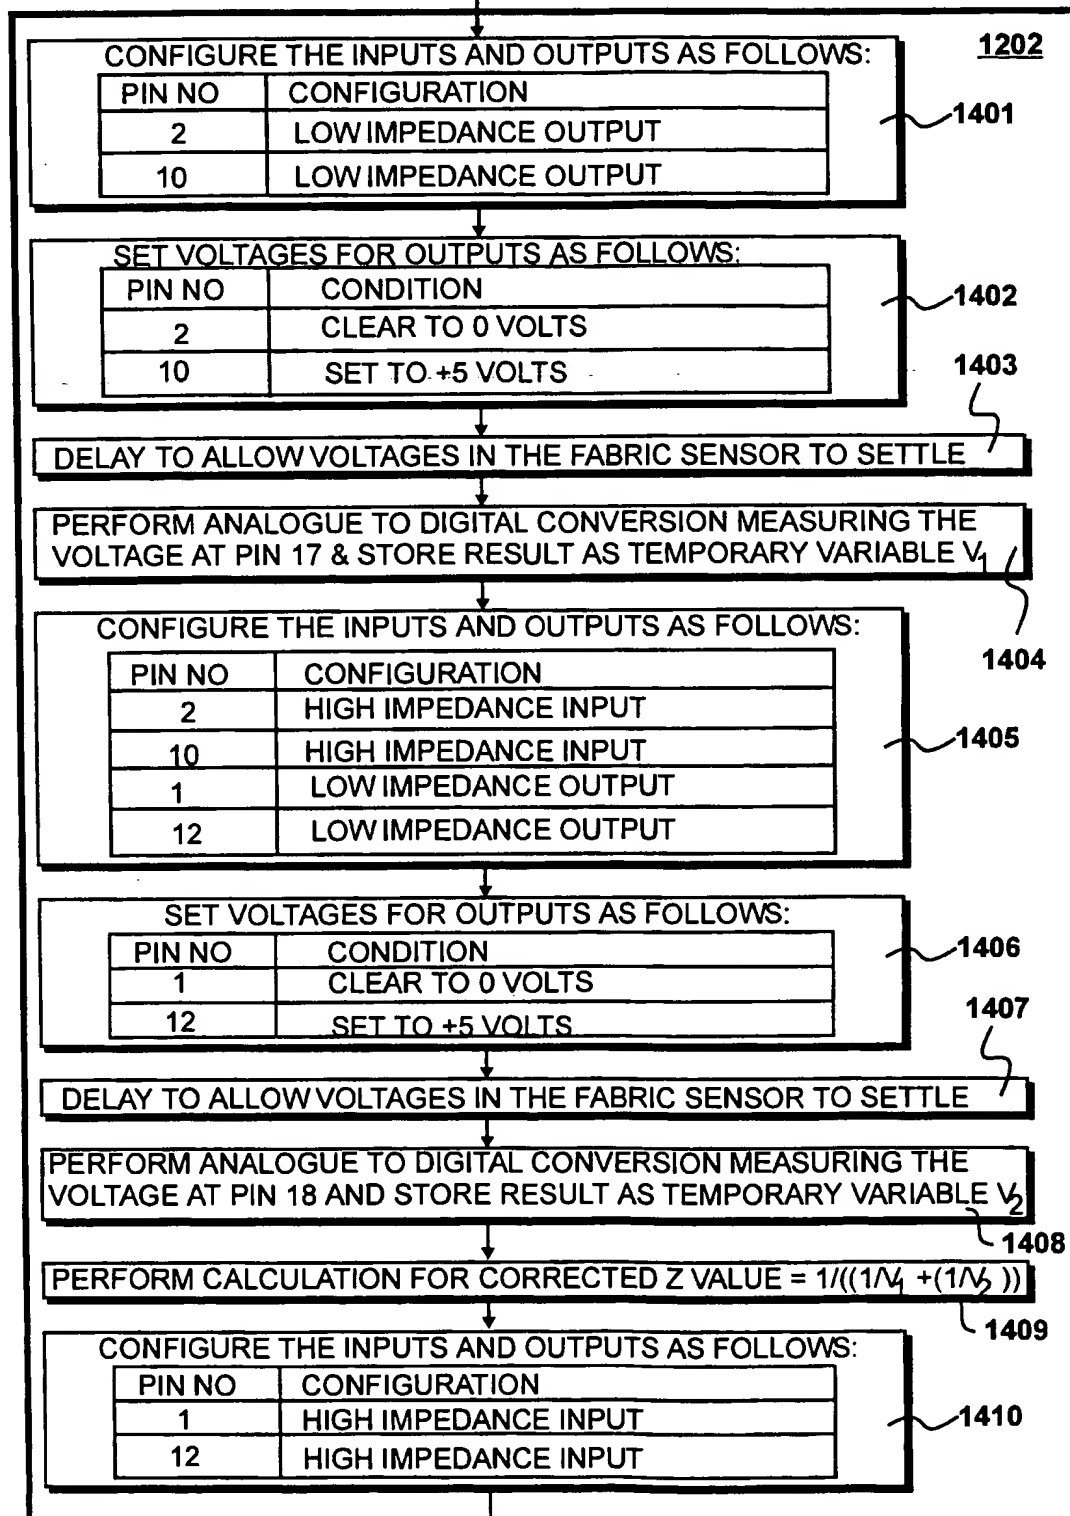 1202
CONFIGURE THE INPUTS AND OUTPUTS AS FOLLOWS:
PIN NO CONFIGURATION
2 LOW IMPEDANCE OUTPUT
10 LOW IMPEDANCE OUTPUT
1401
SET VOLTAGES FOR OUTPUTS AS FOLLOWS:
PIN NO CONDITION
2 CLEAR TO 0 VOLTS
10 SET TO +5 VOLTS
1402
1403
DELAY TO ALLOW VOLTAGES IN THE FABRIC SENSOR TO SETTLE
PERFORM ANALOGUE TO DIGITAL CONVERSION MEASURING THE
VOLTAGE AT PIN 17 & STORE RESULT AS TEMPORARY VARIABLE V1
1404
CONFIGURE THE INPUTS AND OUTPUTS AS FOLLOWS:
PIN NO CONFIGURATION
2 HIGH IMPEDANCE INPUT
10 HIGH IMPEDANCE INPUT
1 LOW IMPEDANCE OUTPUT
12 LOW IMPEDANCE OUTPUT
1405
SET VOLTAGES FOR OUTPUTS AS FOLLOWS:
PIN NO CONDITION
1 CLEAR TO 0 VOLTS
12 SET TO +5 VOLTS
1406
1407
DELAY TO ALLOW VOLTAGES IN THE FABRIC SENSOR TO SETTLE
PERFORM ANALOGUE TO DIGITAL CONVERSION MEASURING THE
VOLTAGE AT PIN 18 AND STORE RESULT AS TEMPORARY VARIABLE V2
1408
PERFORM CALCULATION FOR CORRECTED Z VALUE = 1/((1/V1 +(1/V2 ))
1409
CONFIGURE THE INPUTS AND OUTPUTS AS FOLLOWS:
PIN NO CONFIGURATION
1 HIGH IMPEDANCE INPUT
12 HIGH IMPEDANCE INPUT
1410